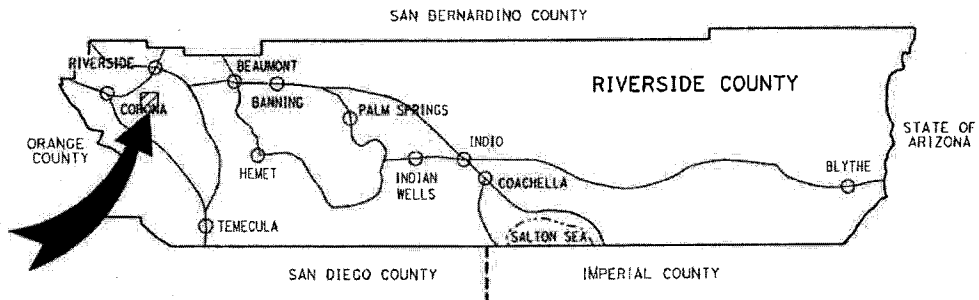 SAN BERNARDINO COUNTY
RIVERSIDE
BEAUMONT
BANNING
RIVERSIDE COUNTY
CORONA
PALM SPRINGS
ORANGE
COUNTY
STATE OF
ARIZONA
INDIO
HEMET
INDIAN
WELLS
COACHELLA
BLYTHE
TEMECULA
SALTON SEA
SAN DIEGO COUNTY
IMPERIAL COUNTY